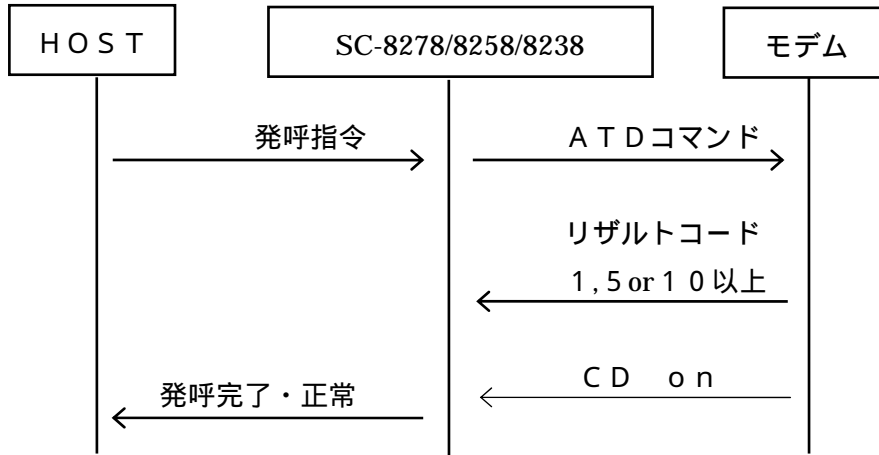 ＨＯＳＴ
SC-8278/8258/8238
モデム
発呼指令
ＡＴＤコマンド
リザルトコード
１,５or１０以上
ＣＤ　ｏｎ
発呼完了・正常